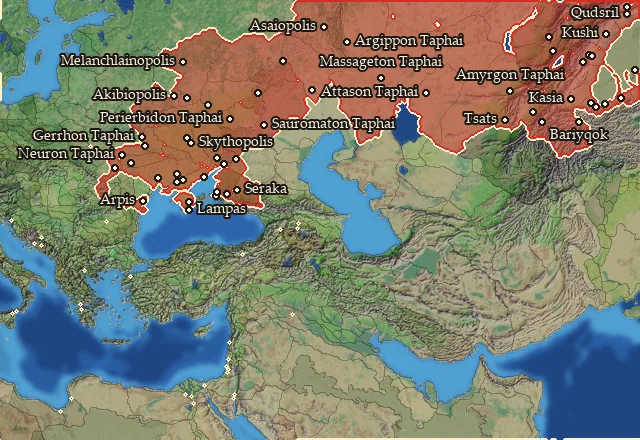 Qudsril
Asaiopolis
Kushi
Argippon Taphai
Melanchlainopolis
Massageton Taphai
Amyrgon Taphai
Akibiopolis
Attason Taphai
Kasia
Perierbidon Taphai
Tsats
Sauromaton Taphai
Gerrhon Taphai
Bariyqok
Skythopolis
Neuron Taphai
Seraka
Arpis
Lampas